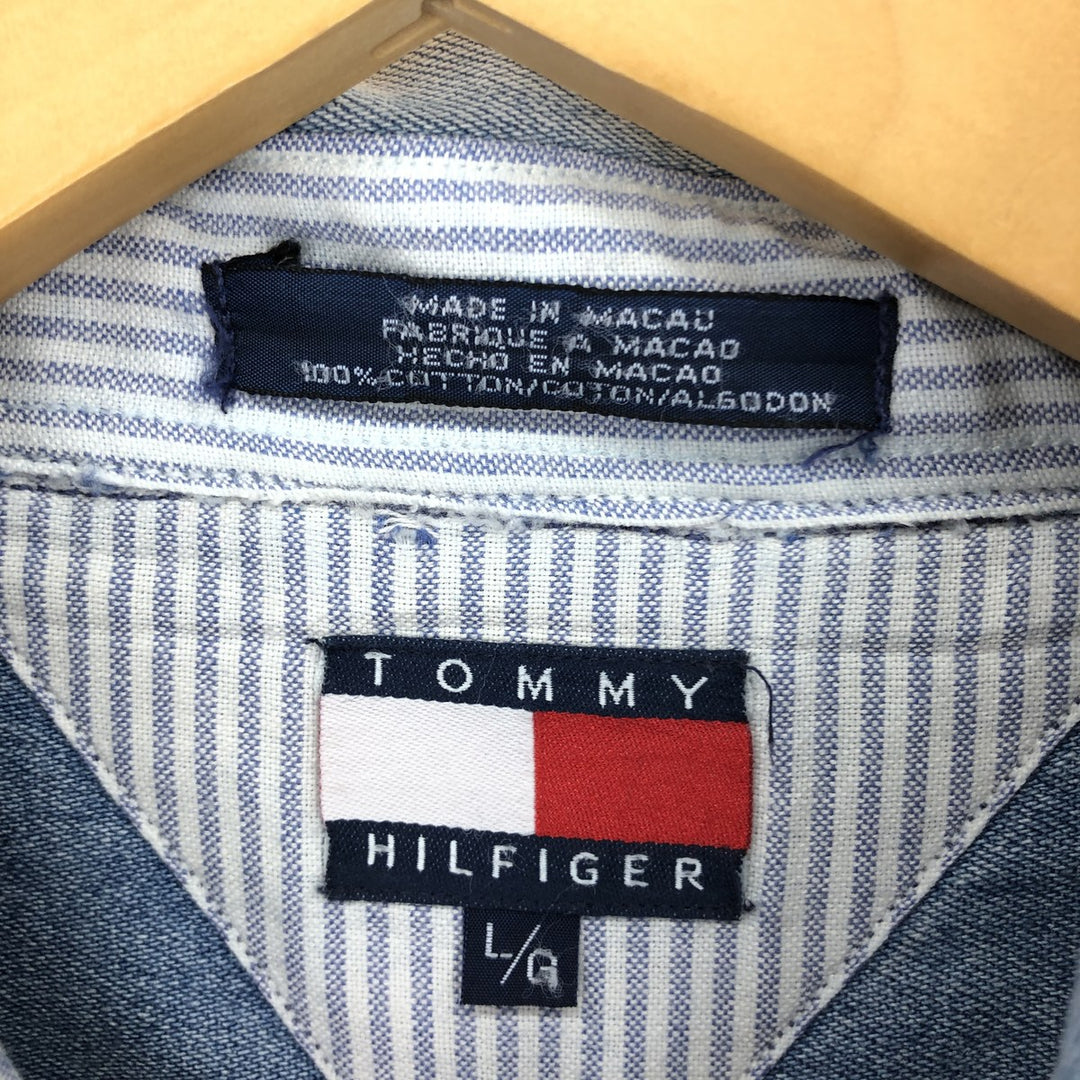 MADE IN MACAU
FABRIQUE A MACAO
HECHO EN MACAO
100% COTTON/COTON/ALGODON
TOMMY
HILFIGER
L/G